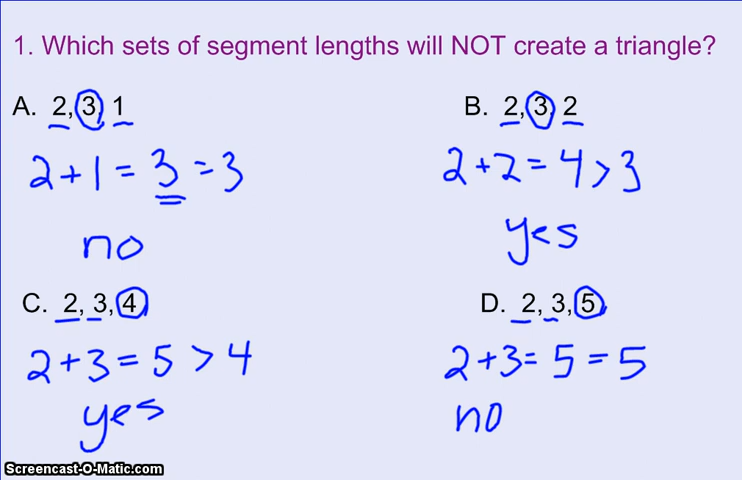 1. Which sets of segment lengths will NOT create a triangle?
A. 2, 3, 1
2 + 1 = 3 = 3
no
B. 2, 3, 2
2 + 2 = 4 > 3
yes
C. 2, 3, 4
2 + 3 = 5 > 4
yes
D. 2, 3, 5
2 + 3 = 5 = 5
no
Screencast-O-Matic.com